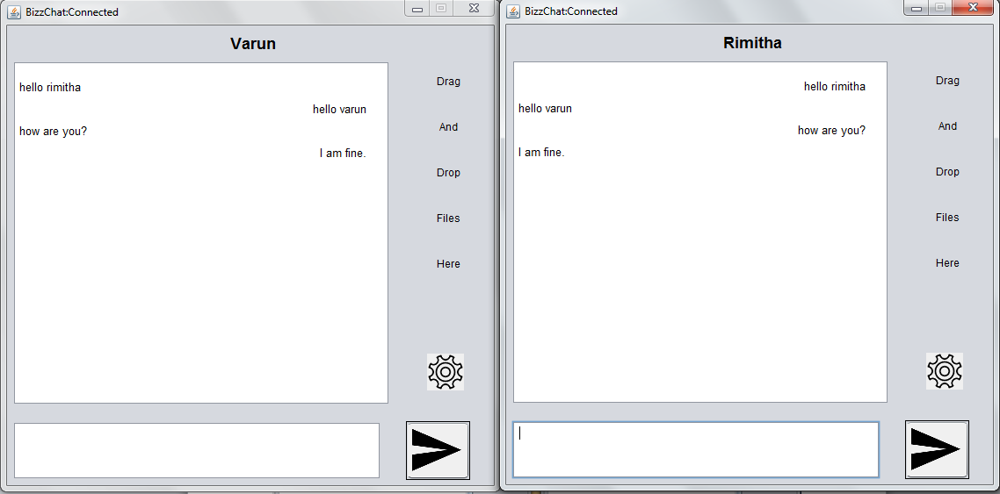 BizzChat:Connected
Varun
hello rimitha
hello varun
how are you?
I am fine.
Drag
And
Drop
Files
Here
BizzChat:Connected
Rimitha
hello rimitha
hello varun
how are you?
I am fine.
Drag
And
Drop
Files
Here